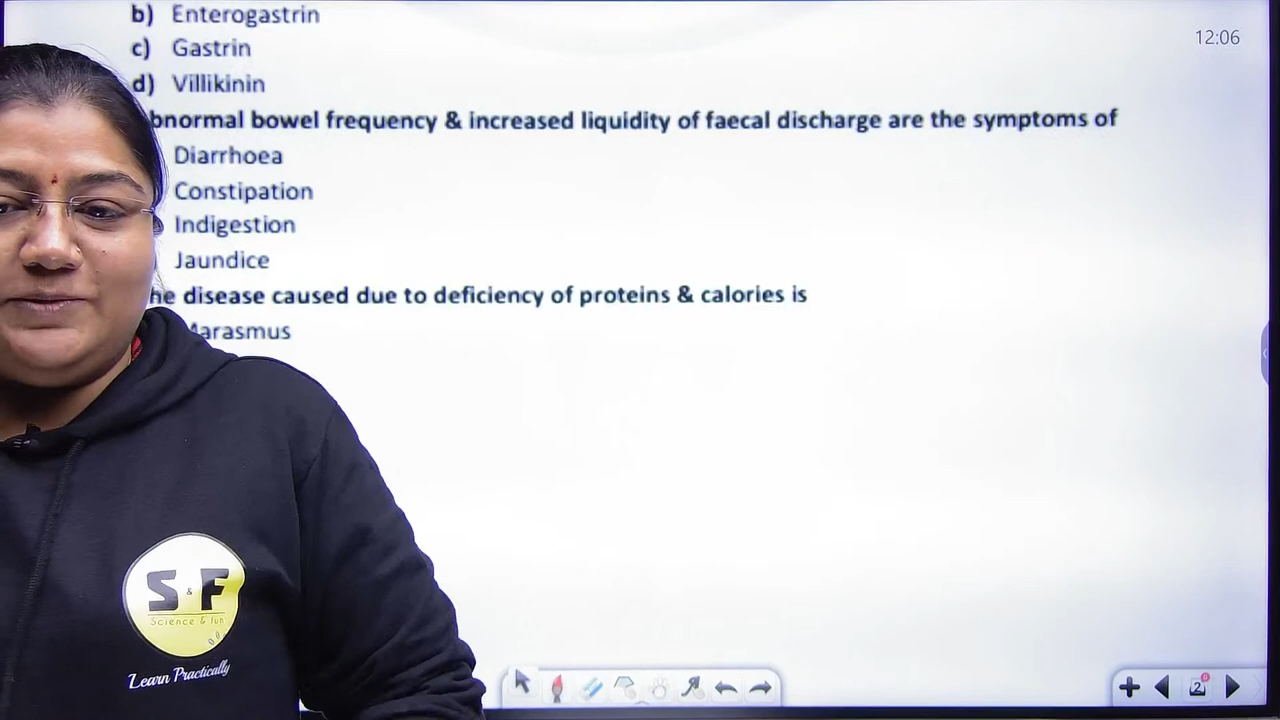 b) Enterogastrin
12:06
c) Gastrin
d) Villikinin
bnormal bowel frequency & increased liquidity of faecal discharge are the symptoms of
Diarrhoea
Constipation
Indigestion
Jaundice
he disease caused due to deficiency of proteins & calories is
Marasmus
S & F
Science & fun
Learn Practically
2